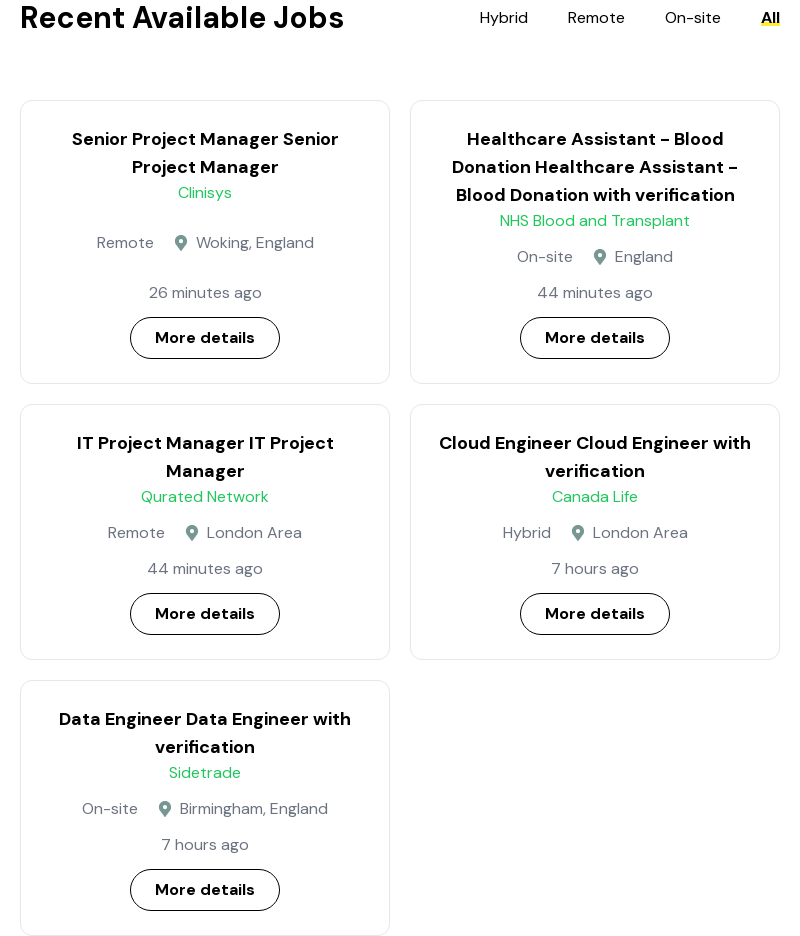 Recent Available Jobs
Hybrid
Remote
On-site
All
Senior Project Manager Senior
Project Manager
Clinisys
Remote
Woking, England
26 minutes ago
More details
Healthcare Assistant - Blood
Donation Healthcare Assistant -
Blood Donation with verification
NHS Blood and Transplant
On-site
England
44 minutes ago
More details
IT Project Manager IT Project
Manager
Qurated Network
Remote
London Area
44 minutes ago
More details
Cloud Engineer Cloud Engineer with
verification
Canada Life
Hybrid
London Area
7 hours ago
More details
Data Engineer Data Engineer with
verification
Sidetrade
On-site
Birmingham, England
7 hours ago
More details